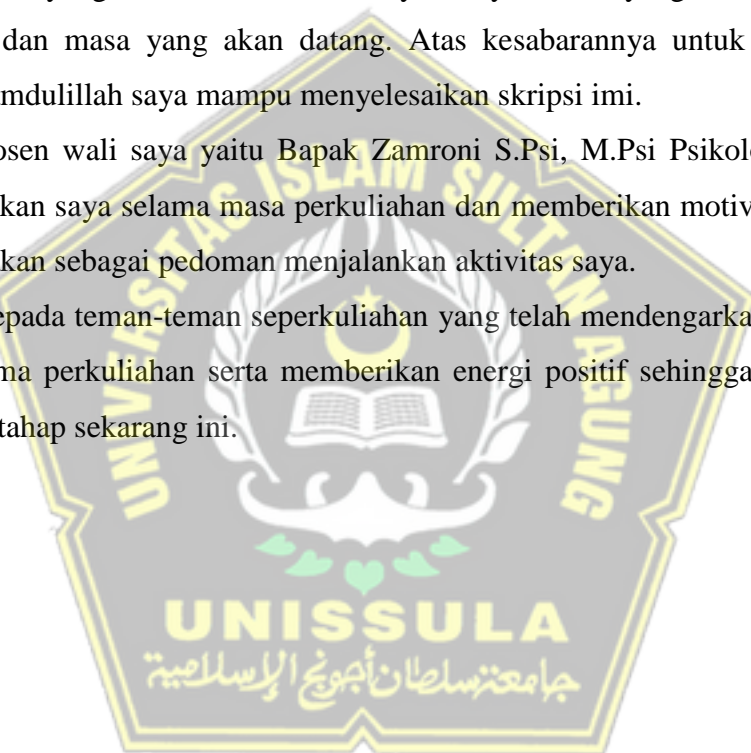 dan masa yang akan datang. Atas kesabarannya untuk
mdulillah saya mampu menyelesaikan skripsi imi.
osen wali saya yaitu Bapak Zamroni S.Psi, M.Psi Psikol
kan saya selama masa perkuliahan dan memberikan motiv
akan sebagai pedoman menjalankan aktivitas saya.
epada teman-teman seperkuliahan yang telah mendengarka
ma perkuliahan serta memberikan energi positif sehingga
tahap sekarang ini.
UNIVERSITAS ISLAM SULTAN AGUNG
UNISSULA
جامعتسلطان أجونج الإسلامية